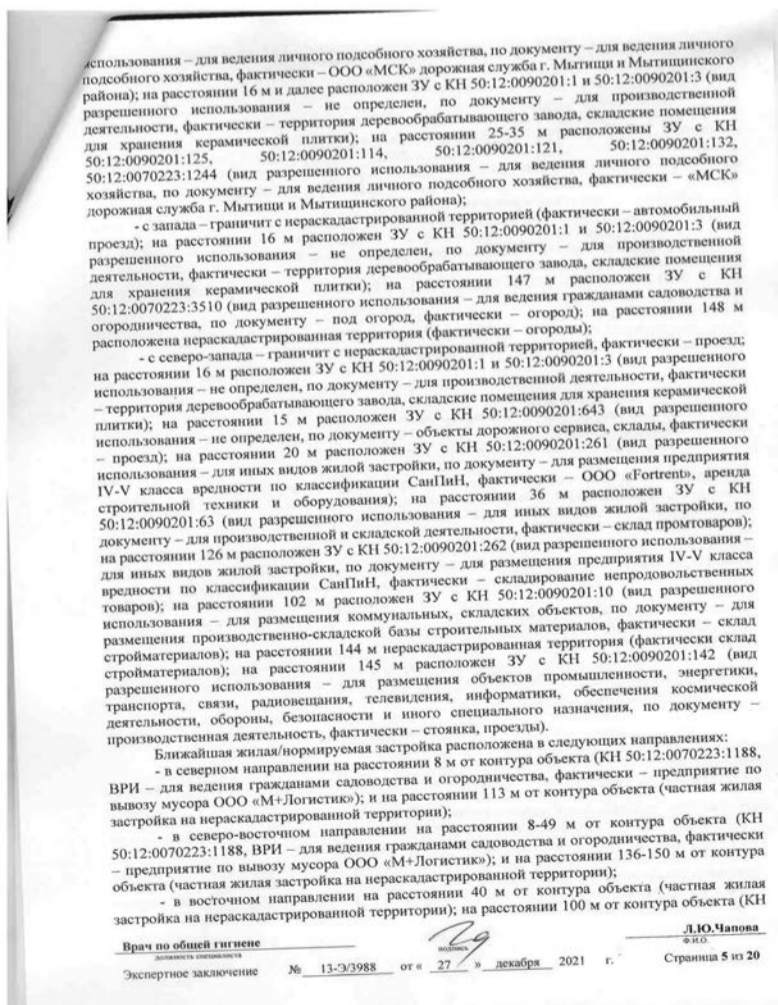 использования – для ведения личного подсобного хозяйства, по документу – для ведения личного
подсобного хозяйства, фактически – ООО «МСК» дорожная служба г. Мытищи и Мытищинского
района); на расстоянии 16 м и далее расположен ЗУ с КН 50:12:0090201:1 и 50:12:0090201:3 (вид
разрешенного использования – не определен, по документу – для производственной
деятельности, фактически – территория деревообрабатывающего завода, складские помещения
для хранения керамической плитки); на расстоянии 25-35 м расположены ЗУ с КН
50:12:0090201:125, 50:12:0090201:114, 50:12:0090201:121, 50:12:0090201:132,
50:12:0070223:1244 (вид разрешенного использования – для ведения личного подсобного
хозяйства, по документу – для ведения личного подсобного хозяйства, фактически – «МСК»
дорожная служба г. Мытищи и Мытищинского района);
- с запада – граничит с нераскадастрированной территорией (фактически – автомобильный
проезд); на расстоянии 16 м расположен ЗУ с КН 50:12:0090201:1 и 50:12:0090201:3 (вид
разрешенного использования – не определен, по документу – для производственной
деятельности, фактически – территория деревообрабатывающего завода, складские помещения
для хранения керамической плитки); на расстоянии 147 м расположен ЗУ с КН
50:12:0070223:3510 (вид разрешенного использования – для ведения гражданами садоводства и
огородничества, по документу – под огород, фактически – огород); на расстоянии 148 м
расположена нераскадастрированная территория (фактически – огороды);
- с северо-запада – граничит с нераскадастрированной территорией, фактически – проезд;
на расстоянии 16 м расположен ЗУ с КН 50:12:0090201:1 и 50:12:0090201:3 (вид разрешенного
использования – не определен, по документу – для производственной деятельности, фактически
– территория деревообрабатывающего завода, складские помещения для хранения керамической
плитки); на расстоянии 15 м расположен ЗУ с КН 50:12:0090201:643 (вид разрешенного
использования – не определен, по документу – объекты дорожного сервиса, склады, фактически
– проезд); на расстоянии 20 м расположен ЗУ с КН 50:12:0090201:261 (вид разрешенного
использования – для иных видов жилой застройки, по документу – для размещения предприятия
IV-V класса вредности по классификации СанПиН, фактически – ООО «Fortrent», аренда
строительной техники и оборудования); на расстоянии 36 м расположен ЗУ с КН
50:12:0090201:63 (вид разрешенного использования – для иных видов жилой застройки, по
документу – для производственной и складской деятельности, фактически – склад промтоваров);
на расстоянии 126 м расположен ЗУ с КН 50:12:0090201:262 (вид разрешенного использования –
для иных видов жилой застройки, по документу – для размещения предприятия IV-V класса
вредности по классификации СанПиН, фактически – складирование непродовольственных
товаров); на расстоянии 102 м расположен ЗУ с КН 50:12:0090201:10 (вид разрешенного
использования – для размещения коммунальных, складских объектов, по документу – для
размещения производственно-складской базы строительных материалов, фактически – склад
стройматериалов); на расстоянии 144 м нераскадастрированная территория (фактически склад
стройматериалов); на расстоянии 145 м расположен ЗУ с КН 50:12:0090201:142 (вид
разрешенного использования – для размещения объектов промышленности, энергетики,
транспорта, связи, радиовещания, телевидения, информатики, обеспечения космической
деятельности, обороны, безопасности и иного специального назначения, по документу –
производственная деятельность, фактически – стоянка, проезды).
Ближайшая жилая/нормируемая застройка расположена в следующих направлениях:
- в северном направлении на расстоянии 8 м от контура объекта (КН 50:12:0070223:1188,
ВРИ – для ведения гражданами садоводства и огородничества, фактически – предприятие по
вывозу мусора ООО «М+Логистик»); и на расстоянии 113 м от контура объекта (частная жилая
застройка на нераскадастрированной территории);
- в северо-восточном направлении на расстоянии 8-49 м от контура объекта (КН
50:12:0070223:1188, ВРИ – для ведения гражданами садоводства и огородничества, фактически
– предприятие по вывозу мусора ООО «М+Логистик»); и на расстоянии 136-150 м от контура
объекта (частная жилая застройка на нераскадастрированной территории);
- в восточном направлении на расстоянии 40 м от контура объекта (частная жилая
застройка на нераскадастрированной территории); на расстоянии 100 м от контура объекта (КН
Врач по общей гигиене Л.Ю.Чапова
должность специалиста подпись Ф.И.О.
Экспертное заключение № 13-Э/3988 от « 27 » декабря 2021 г. Страница 5 из 20